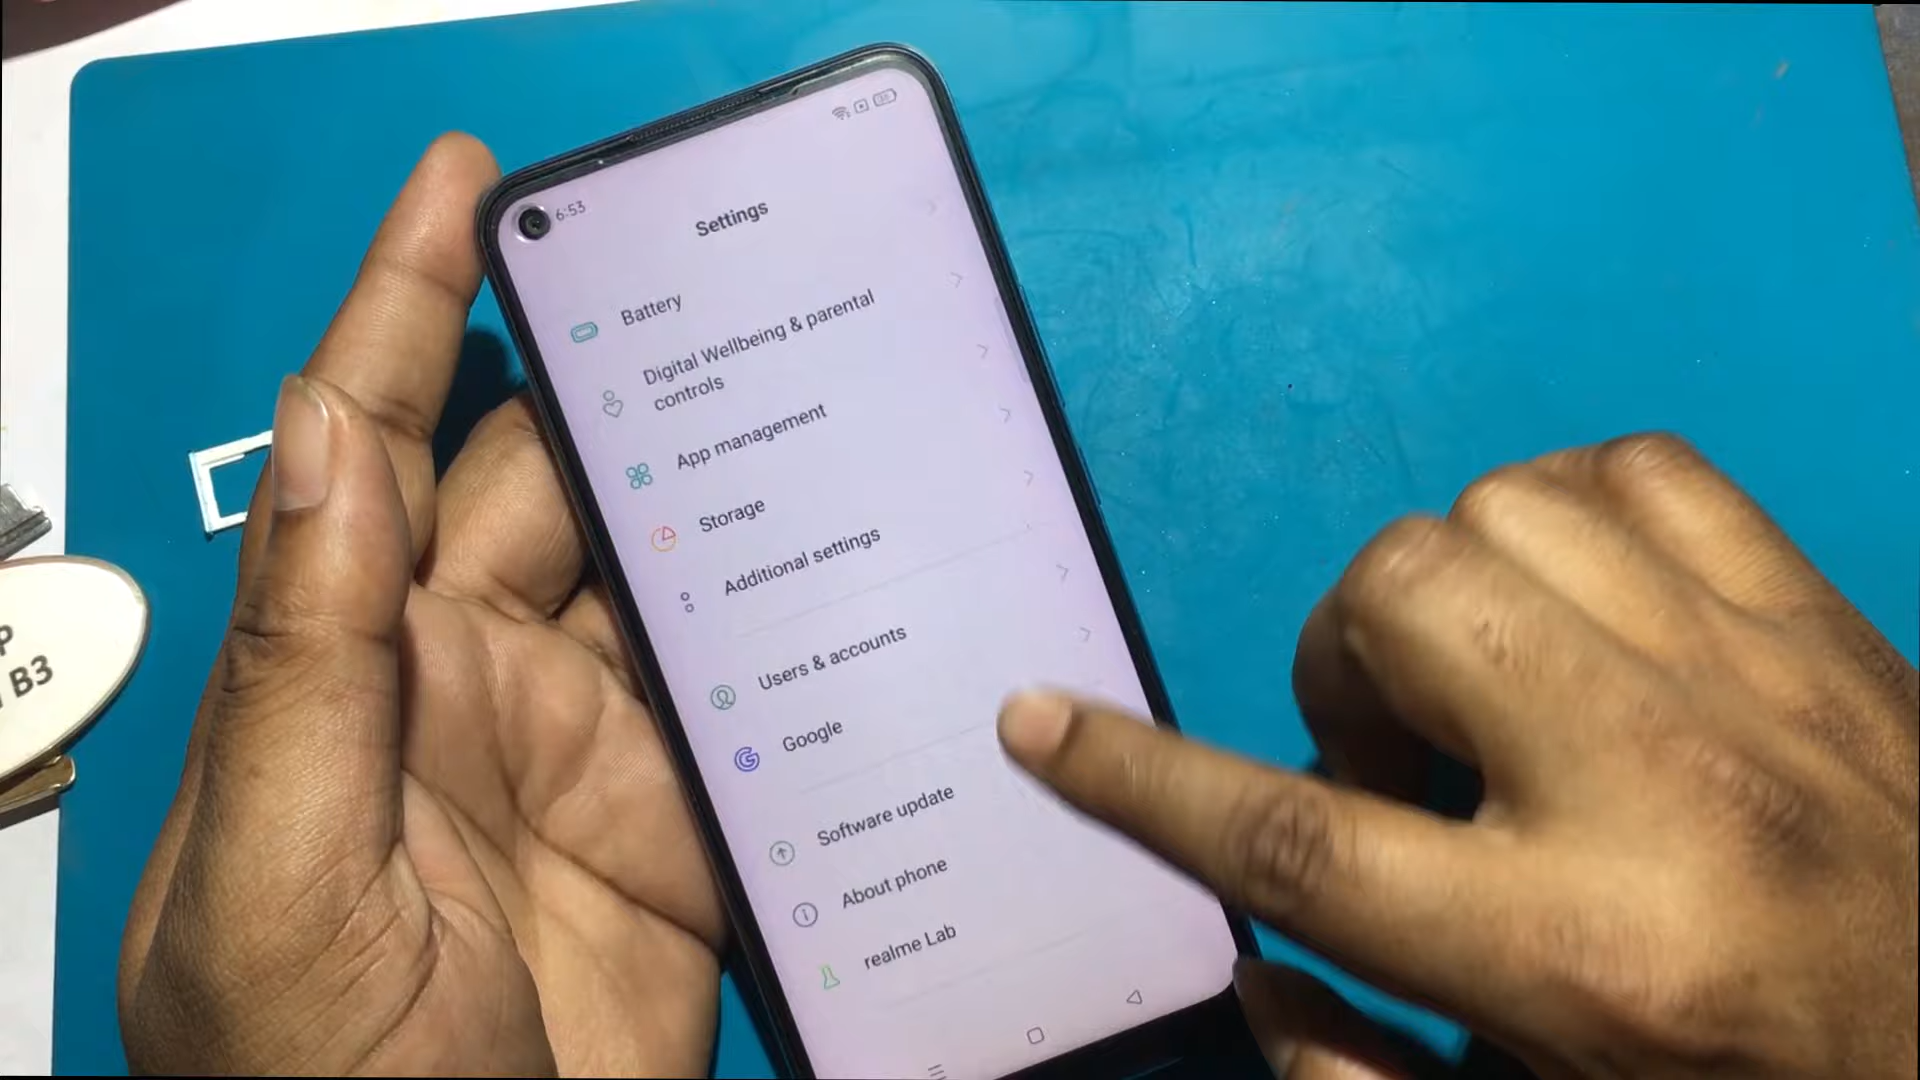 6:53
Settings
Battery
Digital Wellbeing & parental
controls
App management
Storage
Additional settings
Users & accounts
Google
Software update
About phone
realme Lab
P
B3